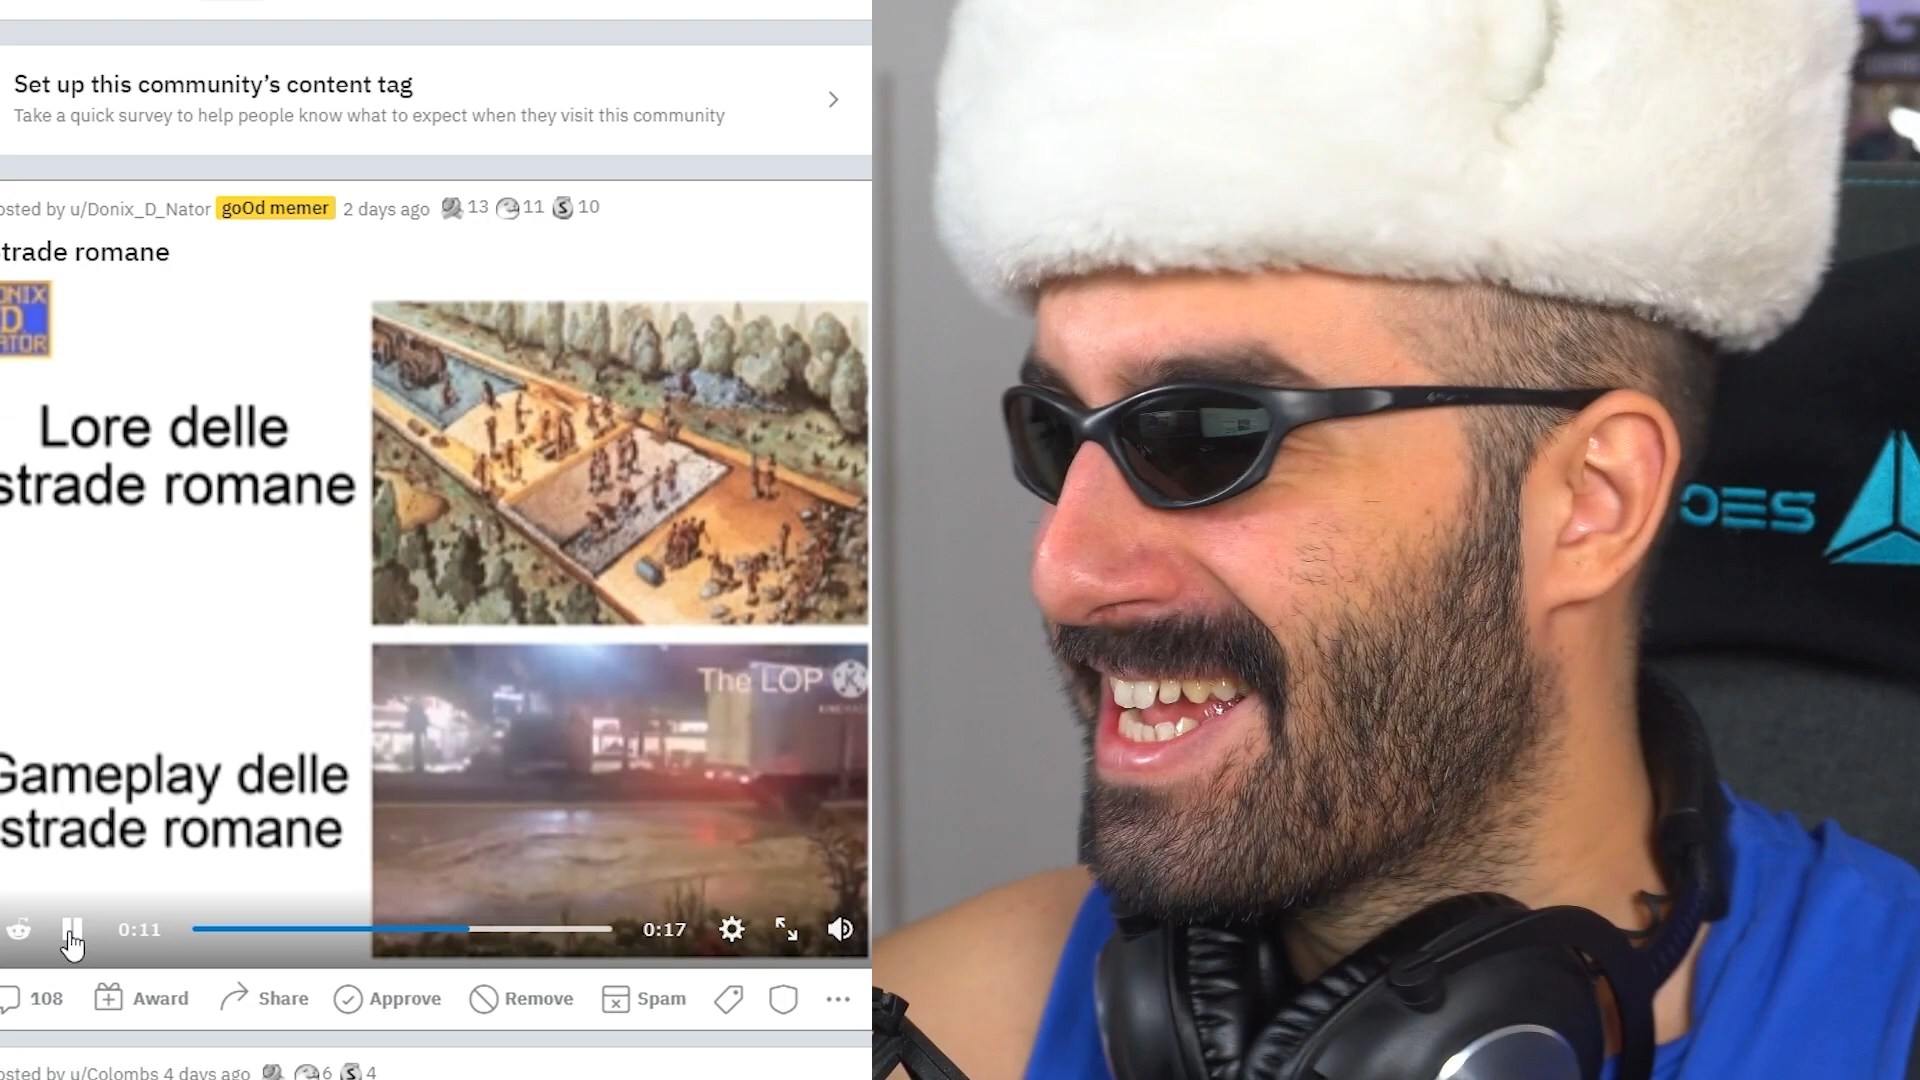 Set up this community's content tag
Take a quick survey to help people know what to expect when they visit this community
osted by u/Donix_D_Nator goOd memer 2 days ago 13 11 S 10
trade romane
ONIX
D
ATOR
Lore delle
strade romane
The LOP
Gameplay delle
strade romane
0:11 0:17
108 Award Share Approve Remove Spam
osted by u/Colombs 4 days ago 6 S 4
OES